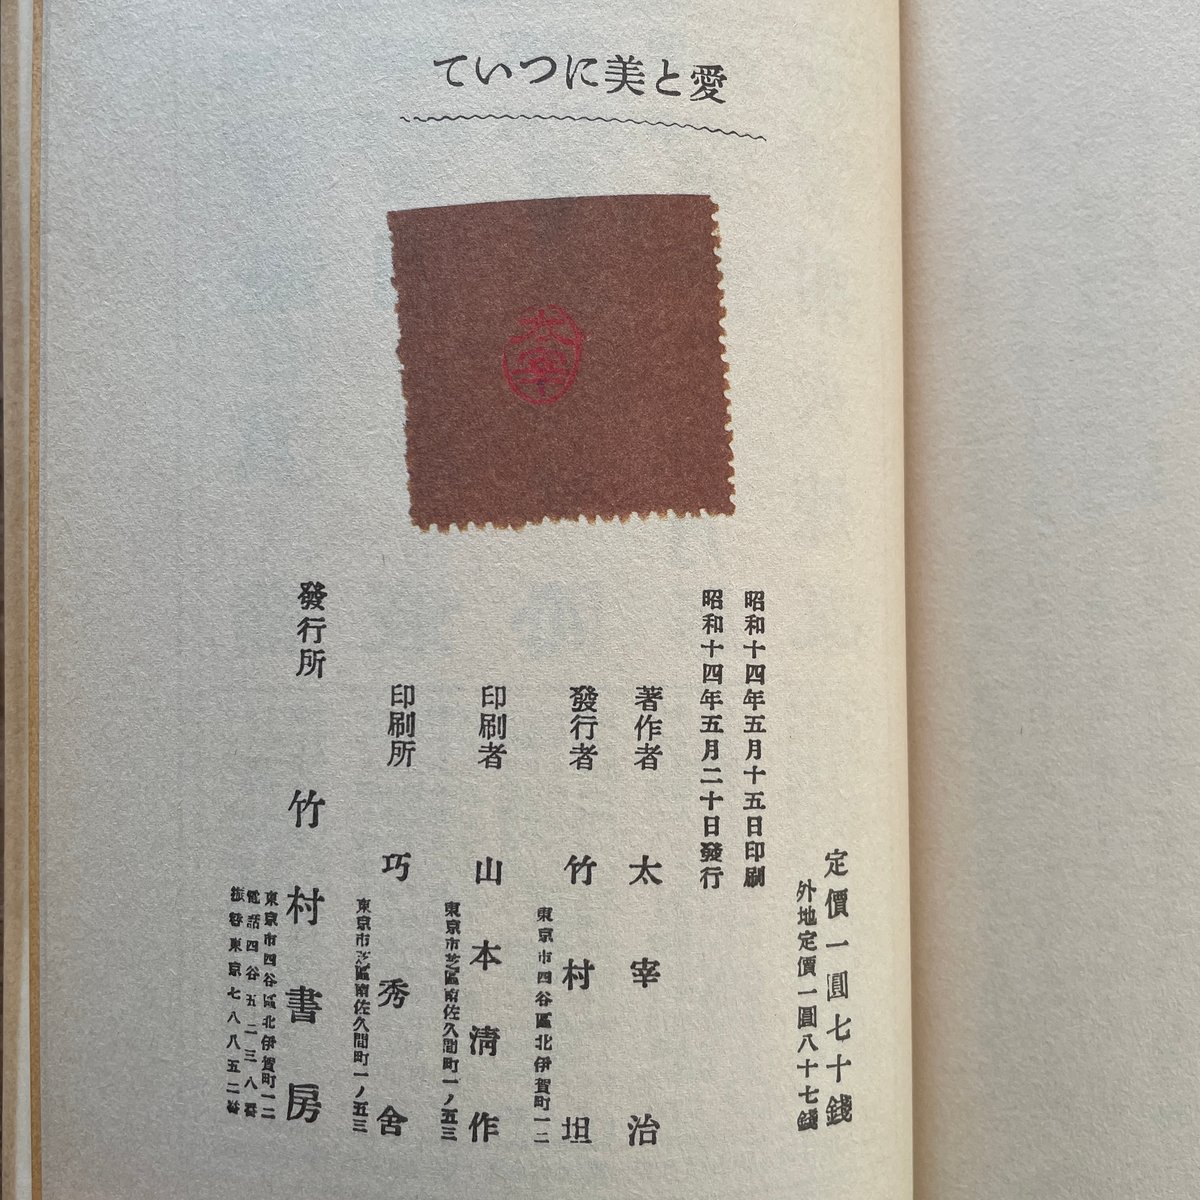 愛と美について
太宰
定價一圓七十錢
外地定價一圓八十七錢
昭和十四年五月十五日印刷
昭和十四年五月二十日發行
著作者 太宰治
發行者 竹村坦
東京市四谷區北伊賀町一二
印刷者 山本清作
東京市芝區南佐久間町一ノ五三
印刷所 巧秀舍
東京市芝區南佐久間町一ノ五三
發行所 竹村書房
東京市四谷區北伊賀町一二
電話四谷五二三八番
振替東京七八八五二番